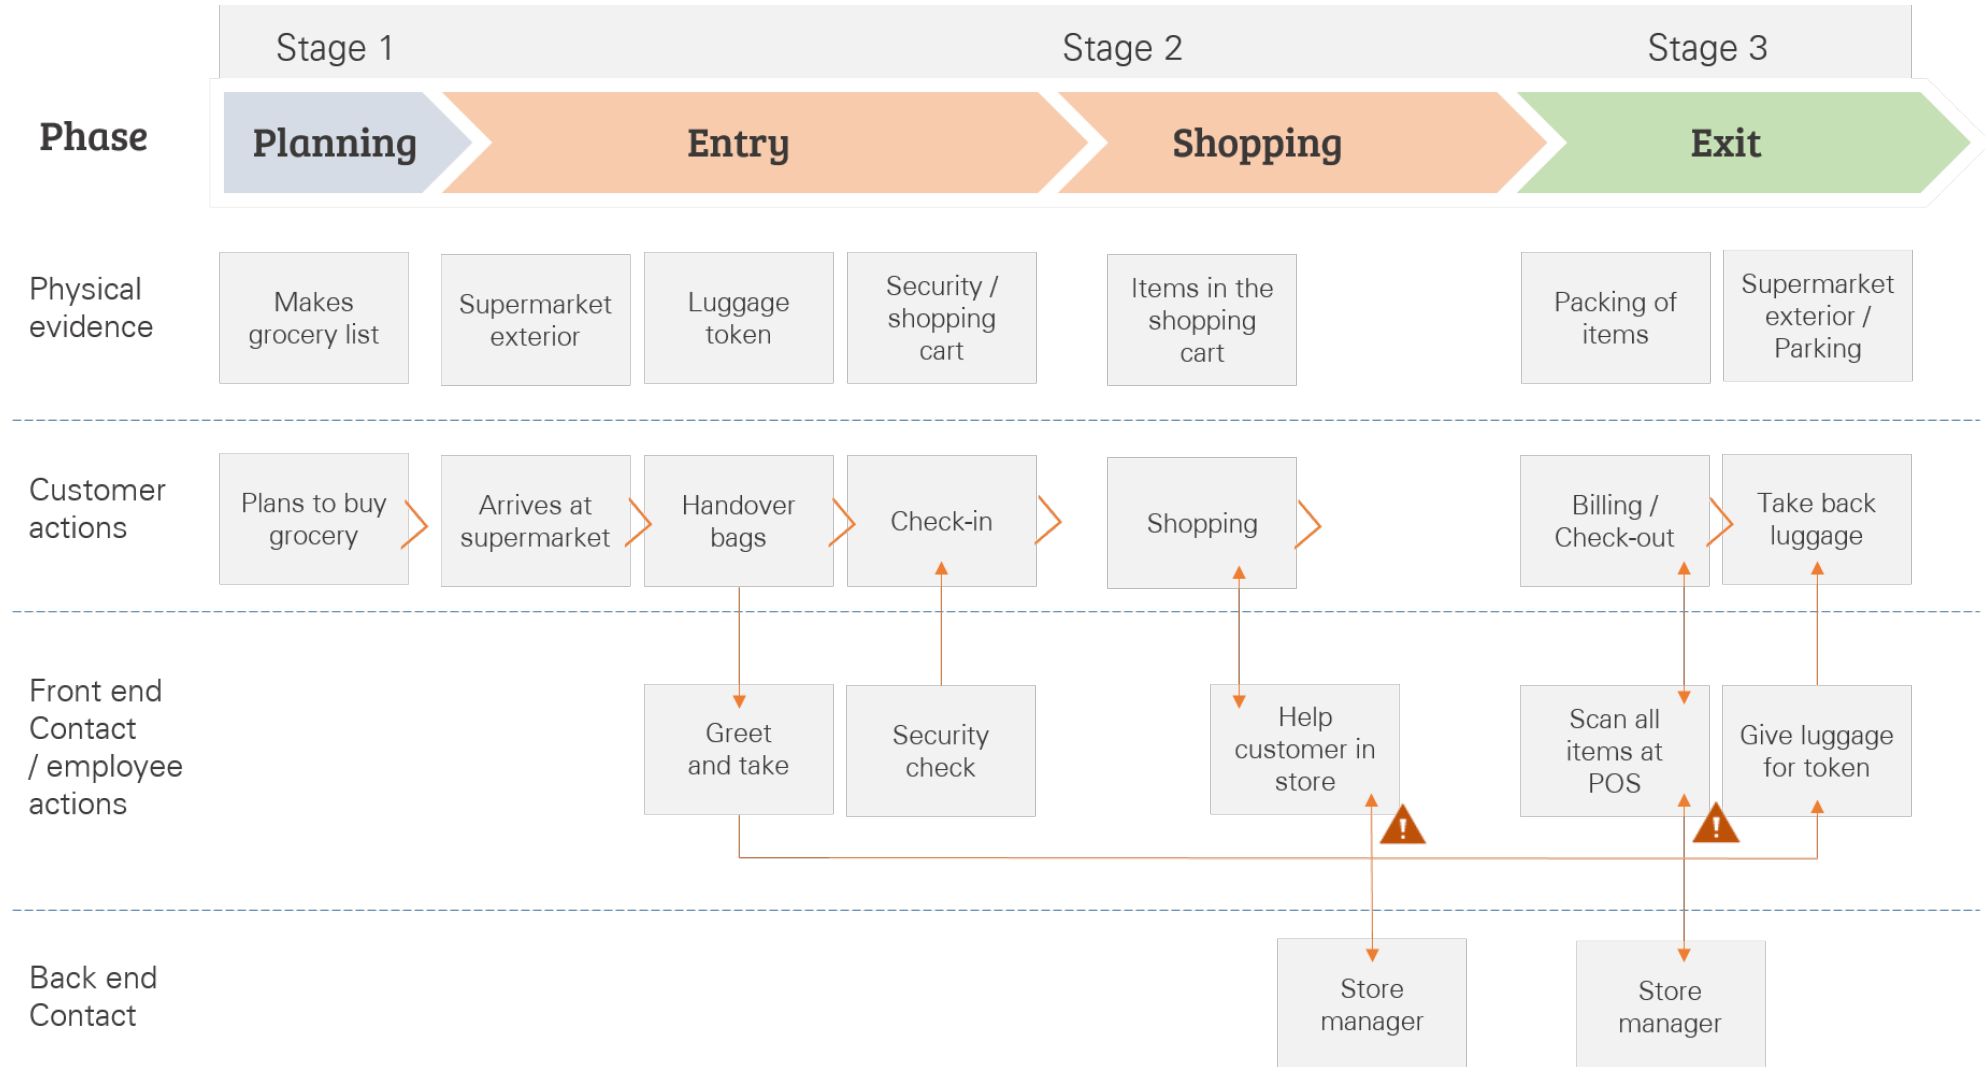 Stage 1
Stage 2
Stage 3
Phase
Planning
Entry
Shopping
Exit
Physical
evidence
Makes
grocery list
Supermarket
exterior
Luggage
token
Security /
shopping
cart
Items in the
shopping
cart
Packing of
items
Supermarket
exterior /
Parking
Customer
actions
Plans to buy
grocery
Arrives at
supermarket
Handover
bags
Check-in
Shopping
Billing /
Check-out
Take back
luggage
Front end
Contact
/ employee
actions
Greet
and take
Security
check
Help
customer in
store
Scan all
items at
POS
Give luggage
for token
!
!
Back end
Contact
Store
manager
Store
manager